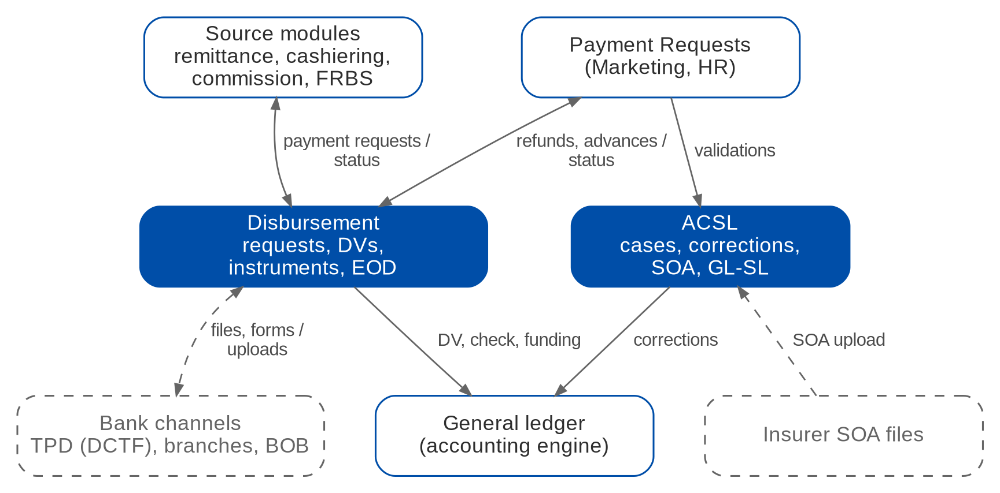 Source modules
remittance, cashiering,
commission, FRBS
Payment Requests
(Marketing, HR)
payment requests /
status
refunds, advances /
status
validations
Disbursement
requests, DVs,
instruments, EOD
ACSL
cases, corrections,
SOA, GL-SL
files, forms /
uploads
DV, check, funding
corrections
SOA upload
Bank channels
TPD (DCTF), branches, BOB
General ledger
(accounting engine)
Insurer SOA files